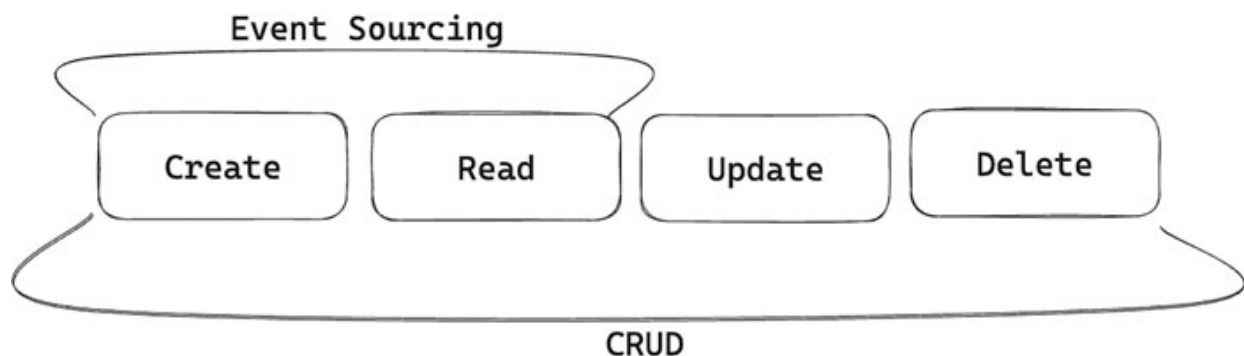 Event Sourcing
Create
Read
Update
Delete
CRUD